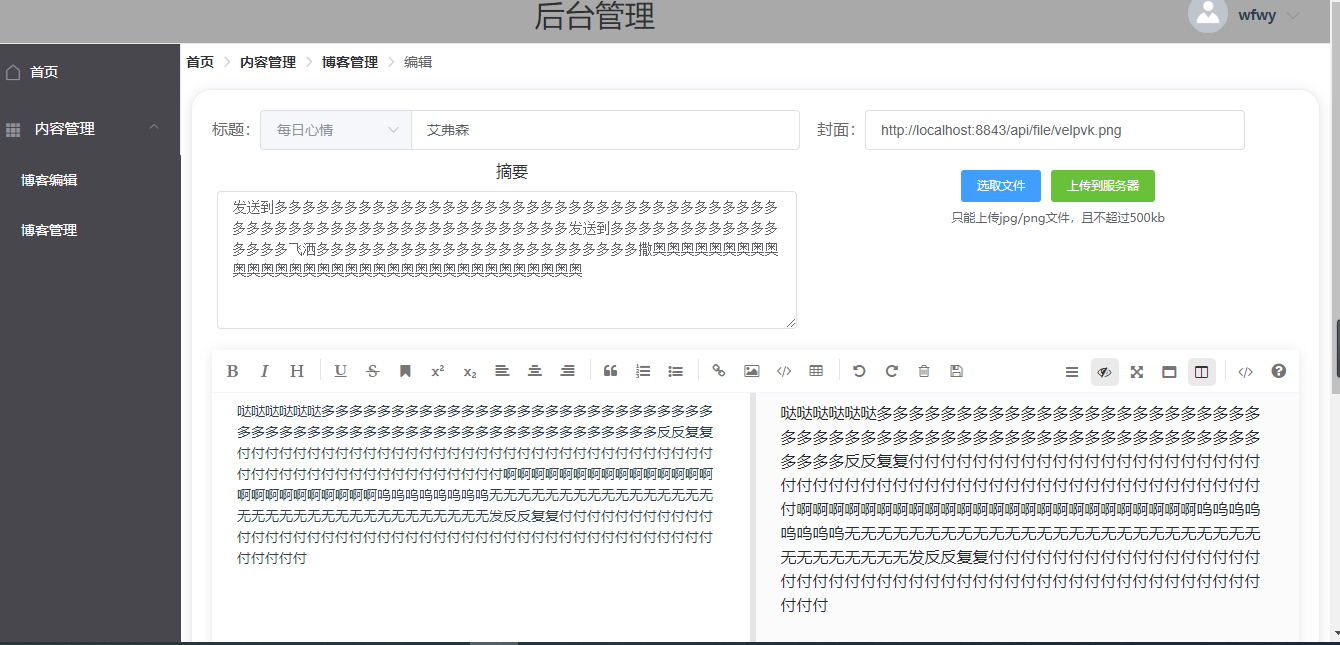 后台管理
wfwy
首页
内容管理
博客编辑
博客管理
首页 > 内容管理 > 博客管理 > 编辑
标题： 每日心情 艾弗森 封面： http://localhost:8843/api/file/velpvk.png
摘要
选取文件 上传到服务器
只能上传jpg/png文件，且不超过500kb
发送到多多多多多多多多多多多多多多多多多多多多多多多多多多多多多多多多多多多多
多多多多多多多多多多多多多多多多多多多多多多多多发送到多多多多多多多多多多多多
多多多多飞洒多多多多多多多多多多多多多多多多多多多多多多多撒奥奥奥奥奥奥奥奥奥
奥奥奥奥奥奥奥奥奥奥奥奥奥奥奥奥奥奥奥奥奥奥奥奥奥
B I H U S x² x₂
哒哒哒哒哒哒多多多多多多多多多多多多多多多多多多多多多多多多多多多多
多多多多多多多多多多多多多多多多多多多多多多多多多多多多多多反反复复
付付付付付付付付付付付付付付付付付付付付付付付付付付付付付付付付付付
付付付付付付付付付付付付付付付付付付付啊啊啊啊啊啊啊啊啊啊啊啊啊啊啊
啊啊啊啊啊啊啊啊啊啊呜呜呜呜呜呜呜呜无无无无无无无无无无无无无无无无
无无无无无无无无无无无无无无无无无无发反反复复付付付付付付付付付付付
付付付付付付付付付付付付付付付付付付付付付付付付付付付付付付付付付付
付付付付付
哒哒哒哒哒哒多多多多多多多多多多多多多多多多多多多多多多多多
多多多多多多多多多多多多多多多多多多多多多多多多多多多多多多
多多多多反反复复付付付付付付付付付付付付付付付付付付付付付付
付付付付付付付付付付付付付付付付付付付付付付付付付付付付付付
付啊啊啊啊啊啊啊啊啊啊啊啊啊啊啊啊啊啊啊啊啊啊啊啊啊呜呜呜呜
呜呜呜呜无无无无无无无无无无无无无无无无无无无无无无无无无无
无无无无无无无无发反反复复付付付付付付付付付付付付付付付付付
付付付付付付付付付付付付付付付付付付付付付付付付付付付付付付
付付付